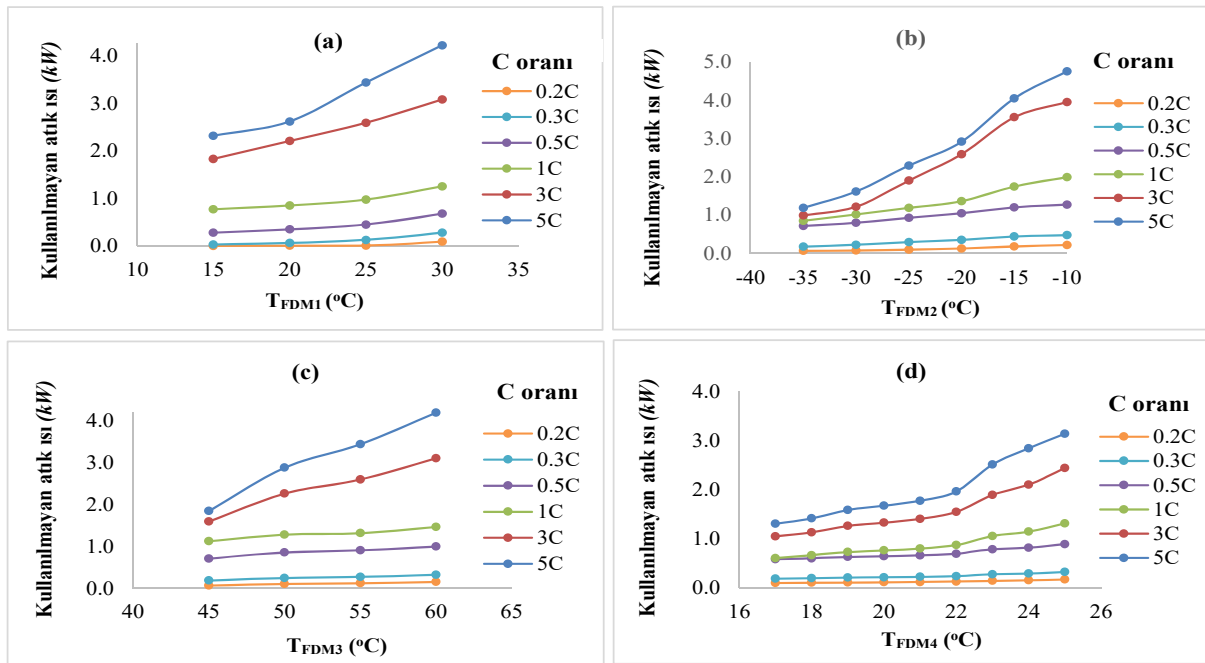 (a)
Kullanılmayan atık ısı (kW)
4.0
3.0
2.0
1.0
0.0
10 15 20 25 30 35
T_FDM1 (°C)
C oranı
0.2C
0.3C
0.5C
1C
3C
5C
(b)
Kullanılmayan atık ısı (kW)
5.0
4.0
3.0
2.0
1.0
0.0
-40 -35 -30 -25 -20 -15 -10
T_FDM2 (°C)
C oranı
0.2C
0.3C
0.5C
1C
3C
5C
(c)
Kullanılmayan atık ısı (kW)
4.0
3.0
2.0
1.0
0.0
40 45 50 55 60 65
T_FDM3 (°C)
C oranı
0.2C
0.3C
0.5C
1C
3C
5C
(d)
Kullanılmayan atık ısı (kW)
4.0
3.0
2.0
1.0
0.0
16 18 20 22 24 26
T_FDM4 (°C)
C oranı
0.2C
0.3C
0.5C
1C
3C
5C